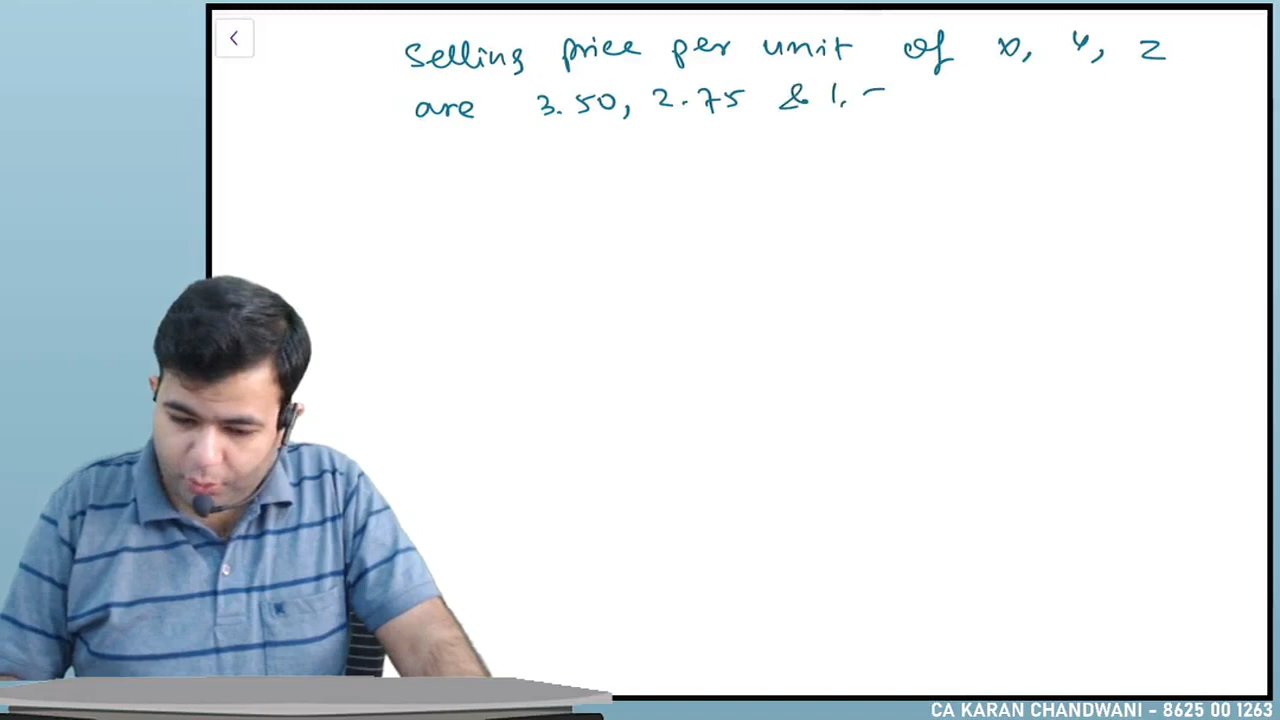 Selling price per unit of x, y, z
are 3.50, 2.75 & 1.
CA KARAN CHANDWANI - 8625 00 1263